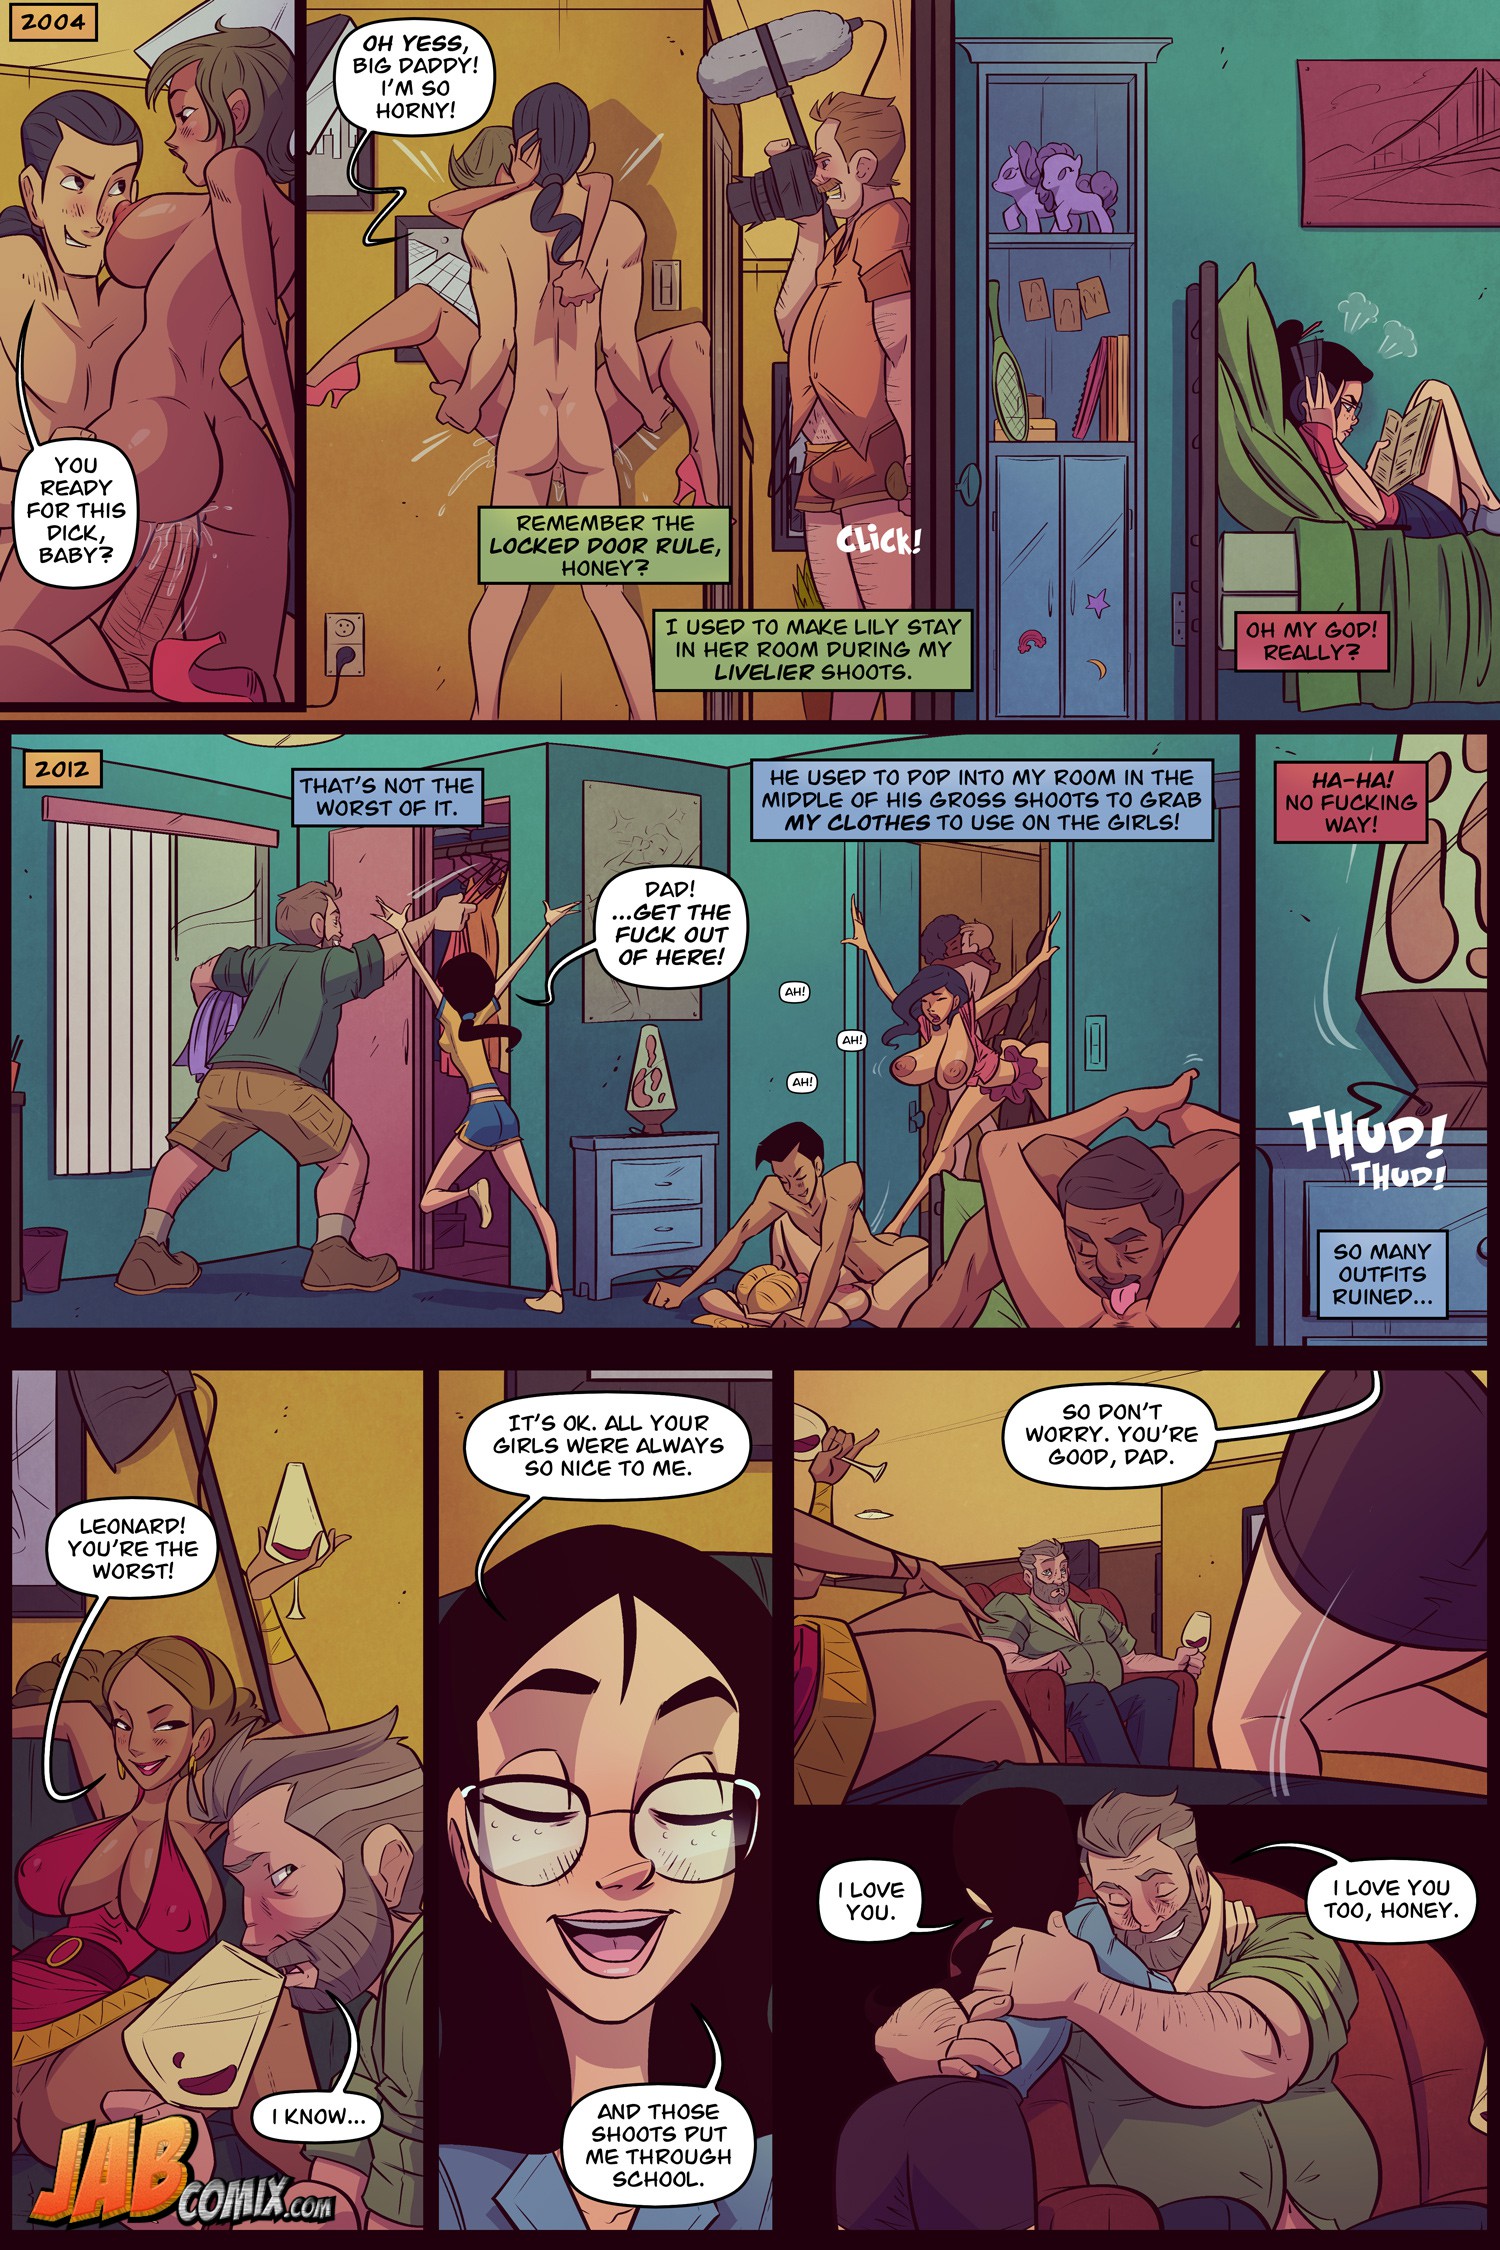 2004
YOU
READY
FOR THIS
DICK,
BABY?
OH YESS,
BIG DADDY!
I'M SO
HORNY!
REMEMBER THE
LOCKED DOOR RULE,
HONEY?
CLICK!
I USED TO MAKE LILY STAY
IN HER ROOM DURING MY
LIVELIER SHOOTS.
OH MY GOD!
REALLY?
2012
THAT'S NOT THE
WORST OF IT.
DAD!
...GET THE
FUCK OUT
OF HERE!
HE USED TO POP INTO MY ROOM IN THE
MIDDLE OF HIS GROSS SHOOTS TO GRAB
MY CLOTHES TO USE ON THE GIRLS!
AH!
AH!
AH!
HA-HA!
NO FUCKING
WAY!
THUD!
THUD!
SO MANY
OUTFITS
RUINED...
LEONARD!
YOU'RE THE
WORST!
I KNOW...
IT'S OK. ALL YOUR
GIRLS WERE ALWAYS
SO NICE TO ME.
AND THOSE
SHOOTS PUT
ME THROUGH
SCHOOL.
SO DON'T
WORRY. YOU'RE
GOOD, DAD.
I LOVE
YOU.
I LOVE YOU
TOO, HONEY.
JAB
COMIX.com